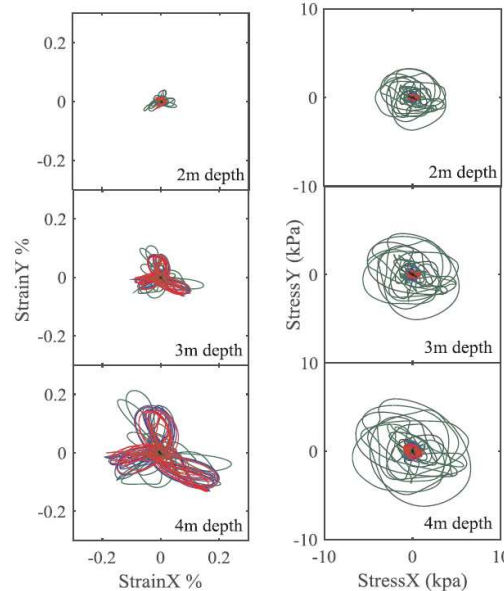 0.2
0
-0.2
2m depth
0.2
0
-0.2
3m depth
0.2
0
-0.2
4m depth
-0.2
0
0.2
StrainX %
StrainY %
10
0
-10
2m depth
10
0
3m depth
10
0
-10
4m depth
-10
0
10
StressX (kpa)
StressY (kPa)